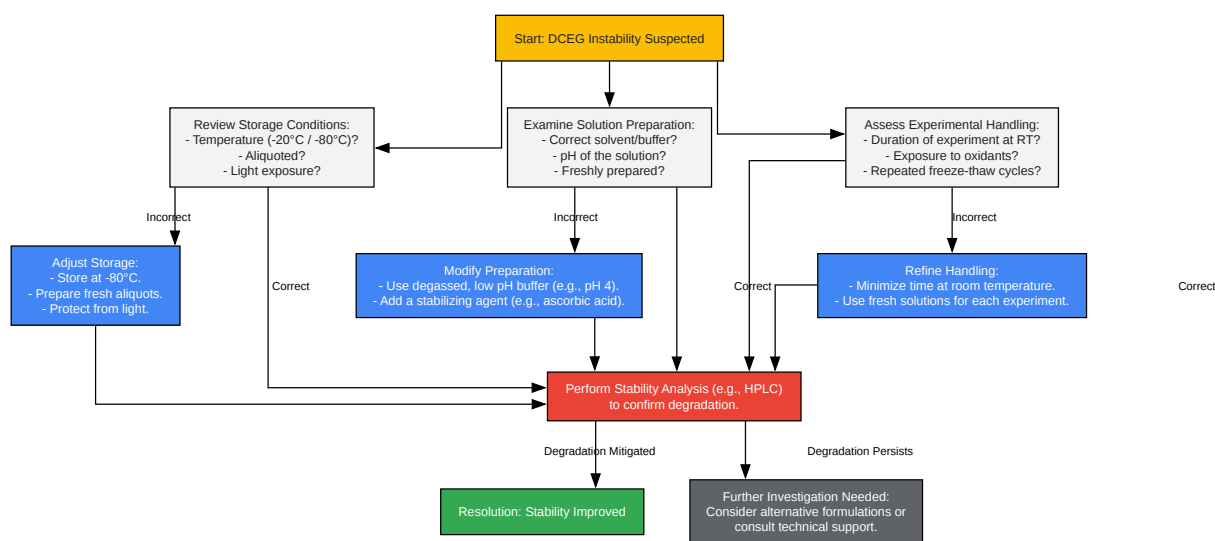 Start: DCEG Instability Suspected
Review Storage Conditions:
- Temperature (-20°C / -80°C)?
- Aliquoted?
- Light exposure?
Examine Solution Preparation:
- Correct solvent/buffer?
- pH of the solution?
- Freshly prepared?
Assess Experimental Handling:
- Duration of experiment at RT?
- Exposure to oxidants?
- Repeated freeze-thaw cycles?
Incorrect
Incorrect
Incorrect
Adjust Storage:
- Store at -80°C.
- Prepare fresh aliquots.
- Protect from light.
Correct
Modify Preparation:
- Use degassed, low pH buffer (e.g., pH 4).
- Add a stabilizing agent (e.g., ascorbic acid).
Correct
Refine Handling:
- Minimize time at room temperature.
- Use fresh solutions for each experiment.
Correct
Perform Stability Analysis (e.g., HPLC)
to confirm degradation.
Degradation Mitigated
Degradation Persists
Resolution: Stability Improved
Further Investigation Needed:
Consider alternative formulations or
consult technical support.